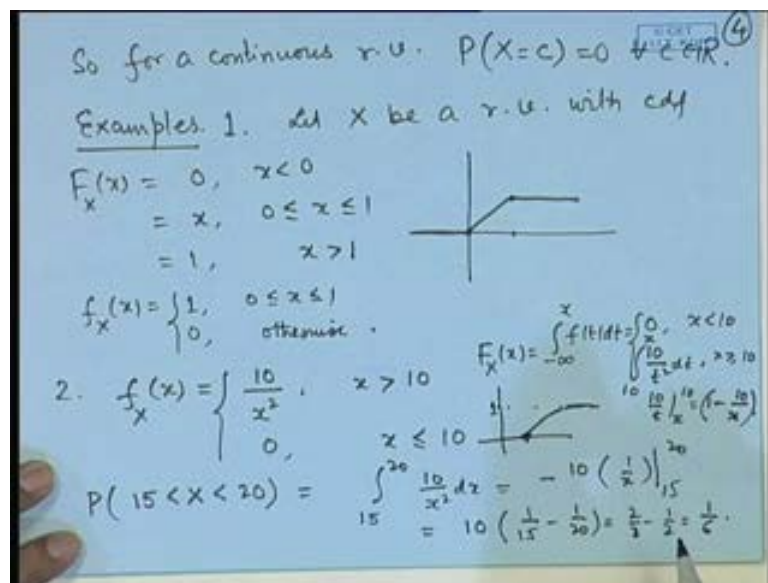 4
So for a continuous r.v. P(X=c)=0 ∀ c∈ℝ.
Examples. 1. Let X be a r.v. with cdf
F_X(x) = 0, x<0
= x, 0 ≤ x ≤ 1
= 1, x>1
f_X(x) = { 1, 0 ≤ x ≤ 1
0, otherwise.
F_X(x) = ∫_{-∞}^{x} f(t)dt = { 0, x<10
∫_{10}^{x} 10/t² dt, x ≥ 10
10/t |_x^{10} = (1 - 10/x)
2. f_X(x) = { 10/x², x > 10
0, x ≤ 10
1
P(15<X<20) = ∫_{15}^{20} 10/x² dx = -10 (1/x)|_{15}^{20}
= 10 (1/15 - 1/20) = 2/3 - 1/2 = 1/6.